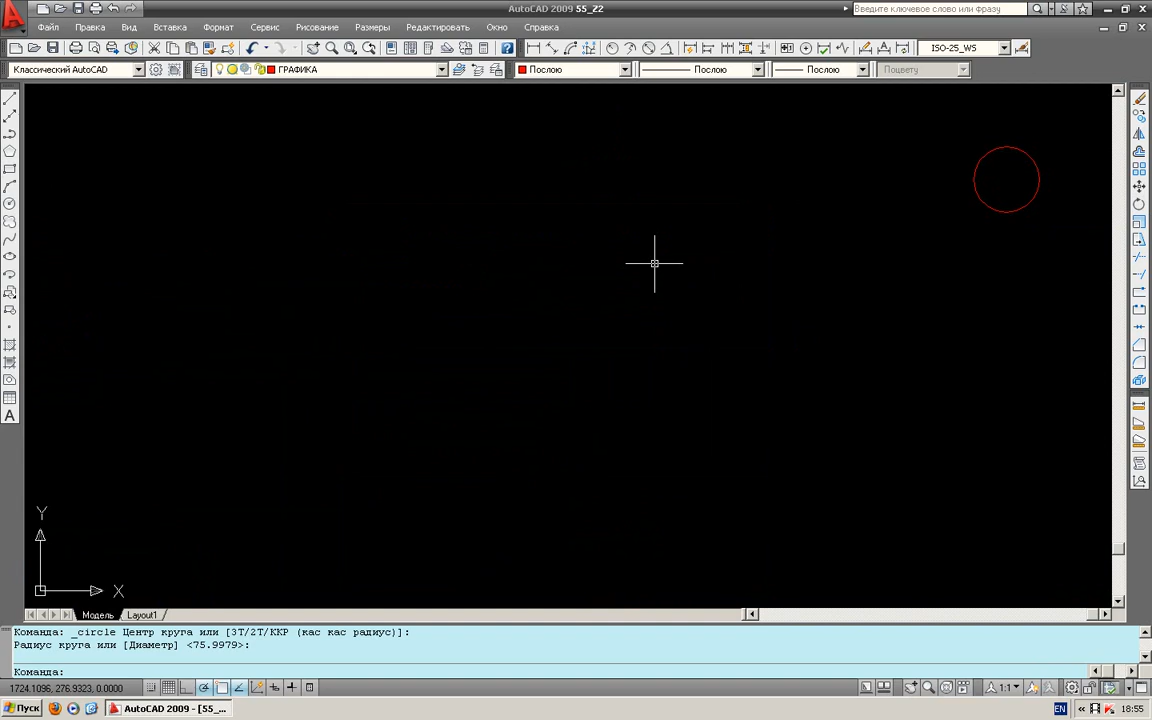 AutoCAD 2009 55_22
Введите ключевое слово или фразу
Файл Правка Вид Вставка Формат Сервис Рисование Размеры Редактировать Окно Справка
ISO-25_WS
Классический AutoCAD ГРАФИКА Послою Послою Послою Поцвету
Y
X
Модель Layout1
Команда: _circle Центр круга или [3Т/2Т/ККР (кас кас радиус)]:
Радиус круга или [Диаметр] <75.9979>:
Команда:
1724.1096, 276.9323, 0.0000 1:1
Пуск AutoCAD 2009 - [55_... EN 18:55